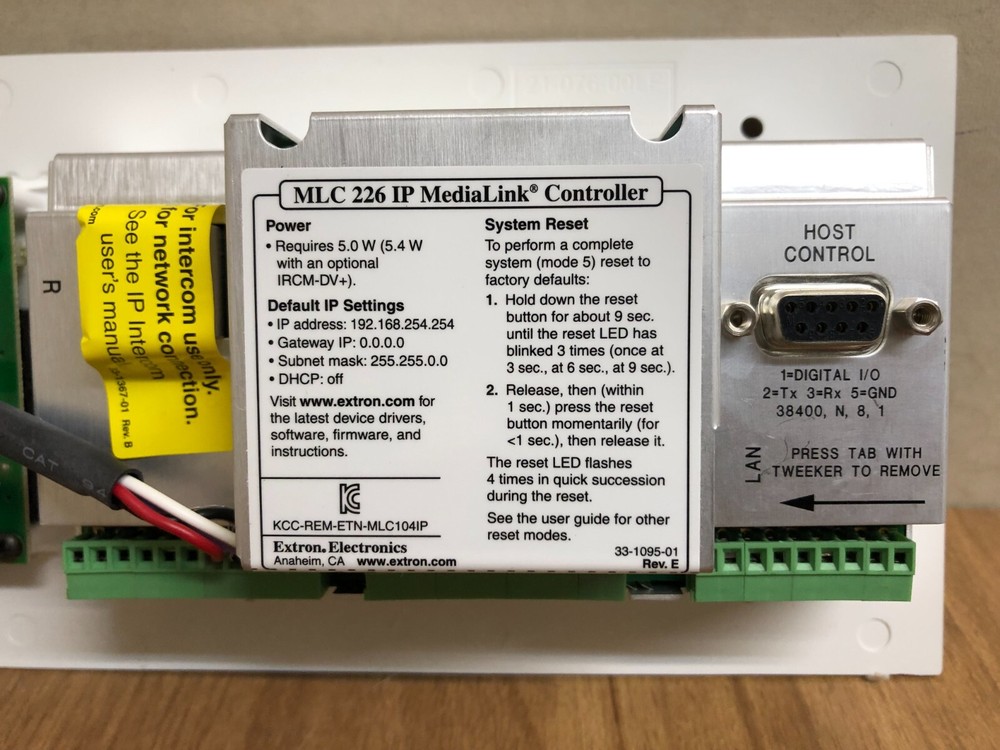 MLC 226 IP MediaLink® Controller
Power
• Requires 5.0 W (5.4 W
with an optional
IRCM-DV+).
Default IP Settings
• IP address: 192.168.254.254
• Gateway IP: 0.0.0.0
• Subnet mask: 255.255.0.0
• DHCP: off
Visit www.extron.com for
the latest device drivers,
software, firmware, and
instructions.
KCC-REM-ETN-MLC104IP
Extron Electronics
Anaheim, CA www.extron.com
System Reset
To perform a complete
system (mode 5) reset to
factory defaults:
1. Hold down the reset
button for about 9 sec.
until the reset LED has
blinked 3 times (once at
3 sec., at 6 sec., at 9 sec.).
2. Release, then (within
1 sec.) press the reset
button momentarily (for
<1 sec.), then release it.
The reset LED flashes
4 times in quick succession
during the reset.
See the user guide for other
reset modes.
33-1095-01
Rev. E
HOST
CONTROL
1=DIGITAL I/O
2=Tx 3=Rx 5=GND
38400, N, 8, 1
LAN
PRESS TAB WITH
TWEEKER TO REMOVE
R
For intercom use only.
for network connection.
See the IP Intercom
user's manual
-1367-01 Rev. B
com
CAT